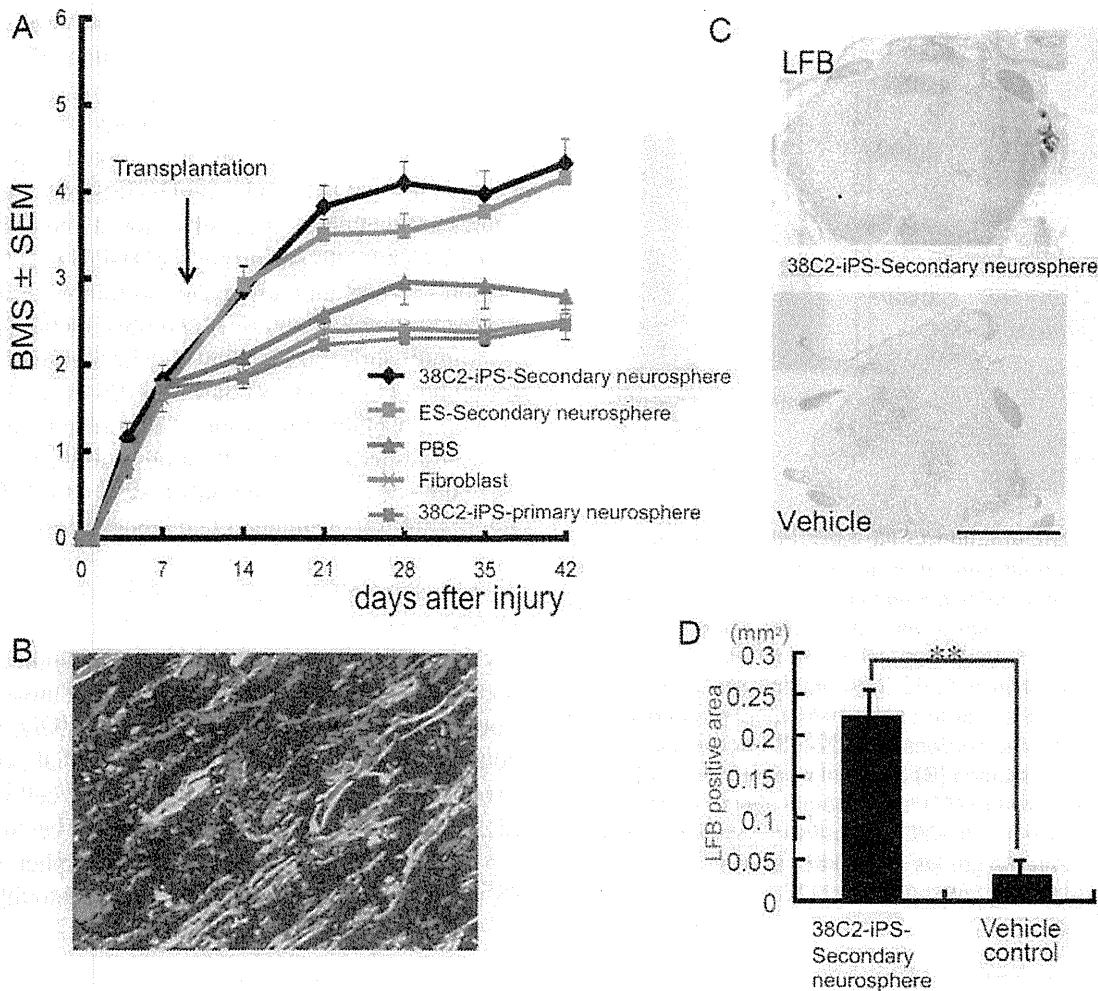 A
6
5
4
3
2
1
0
BMS ± SEM
Transplantation
38C2-iPS-Secondary neurosphere
ES-Secondary neurosphere
PBS
Fibroblast
38C2-iPS-primary neurosphere
0 7 14 21 28 35 42
days after injury
B
C
LFB
38C2-iPS-Secondary neurosphere
Vehicle
D
(mm²)
0.3
0.25
0.2
0.15
0.1
0.05
0
LFB positive area
**
38C2-iPS-
Secondary
neurosphere
Vehicle
control